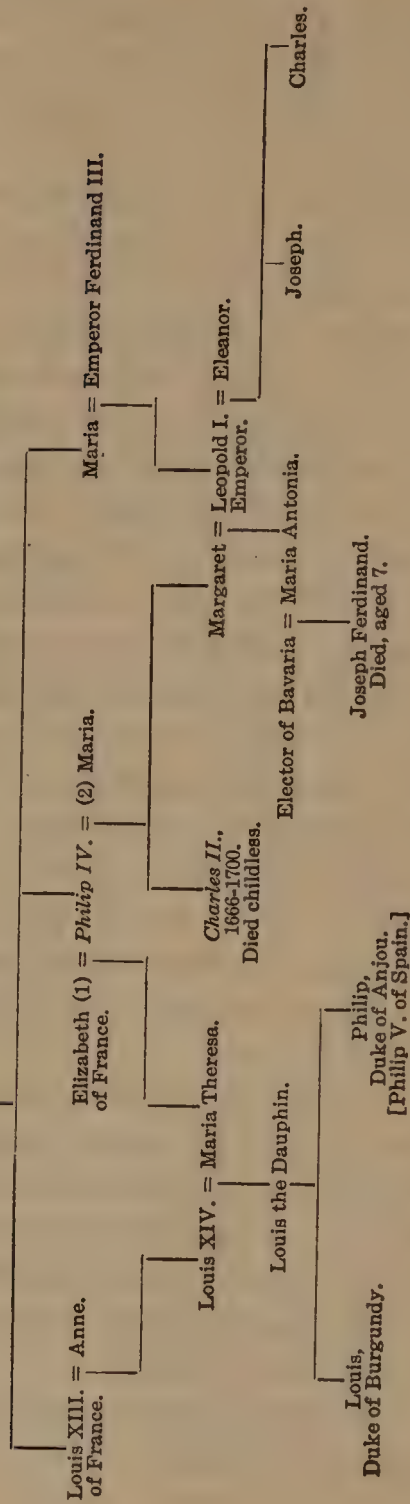 Louis XIII. = Anne.
of France.
Elizabeth (1) = Philip IV. = (2) Maria.
of France.
Maria = Emperor Ferdinand III.
Louis XIV. = Maria Theresa.
Charles II.,
1666-1700.
Died childless.
Margaret = Leopold I. = Eleanor.
Emperor.
Louis the Dauphin.
Elector of Bavaria = Maria Antonia.
Joseph.
Charles.
Louis,
Duke of Burgundy.
Philip,
Duke of Anjou.
[Philip V. of Spain.]
Joseph Ferdinand.
Died, aged 7.